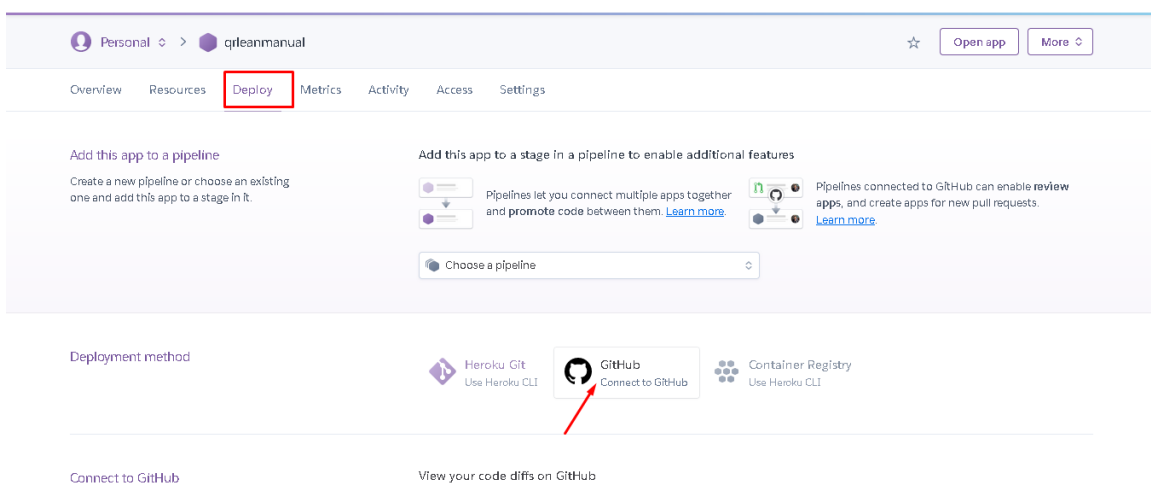 Personal > qrleanmanual
Open app
More
Overview Resources Deploy Metrics Activity Access Settings
Add this app to a pipeline
Create a new pipeline or choose an existing
one and add this app to a stage in it.
Add this app to a stage in a pipeline to enable additional features
Pipelines let you connect multiple apps together
and promote code between them. Learn more.
Pipelines connected to GitHub can enable review
apps, and create apps for new pull requests.
Learn more.
Choose a pipeline
Deployment method
Heroku Git
Use Heroku CLI
GitHub
Connect to GitHub
Container Registry
Use Heroku CLI
Connect to GitHub
View your code diffs on GitHub